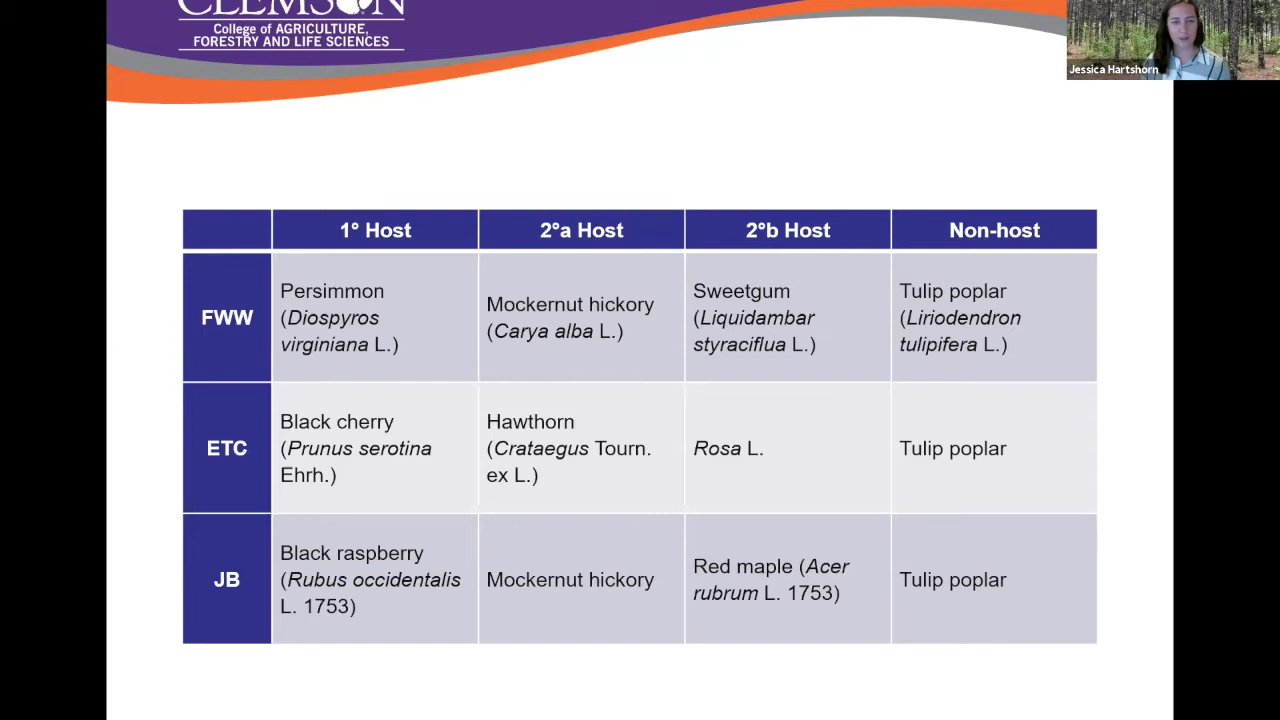 CLEMSON
College of AGRICULTURE,
FORESTRY AND LIFE SCIENCES
Jessica Hartshorn
1° Host 2°a Host 2°b Host Non-host
FWW
Persimmon
(Diospyros
virginiana L.)
Mockernut hickory
(Carya alba L.)
Sweetgum
(Liquidambar
styraciflua L.)
Tulip poplar
(Liriodendron
tulipifera L.)
ETC
Black cherry
(Prunus serotina
Ehrh.)
Hawthorn
(Crataegus Tourn.
ex L.)
Rosa L.
Tulip poplar
JB
Black raspberry
(Rubus occidentalis
L. 1753)
Mockernut hickory
Red maple (Acer
rubrum L. 1753)
Tulip poplar